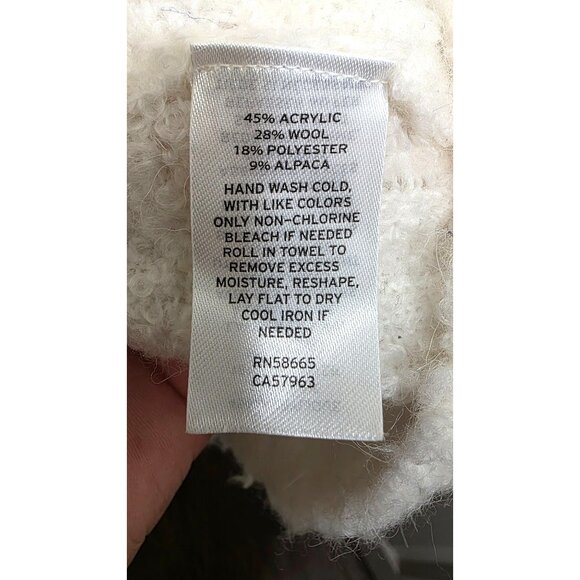 45% ACRYLIC
28% WOOL
18% POLYESTER
9% ALPACA
HAND WASH COLD,
WITH LIKE COLORS
ONLY NON-CHLORINE
BLEACH IF NEEDED
ROLL IN TOWEL TO
REMOVE EXCESS
MOISTURE, RESHAPE,
LAY FLAT TO DRY
COOL IRON IF
NEEDED
RN58665
CA57963